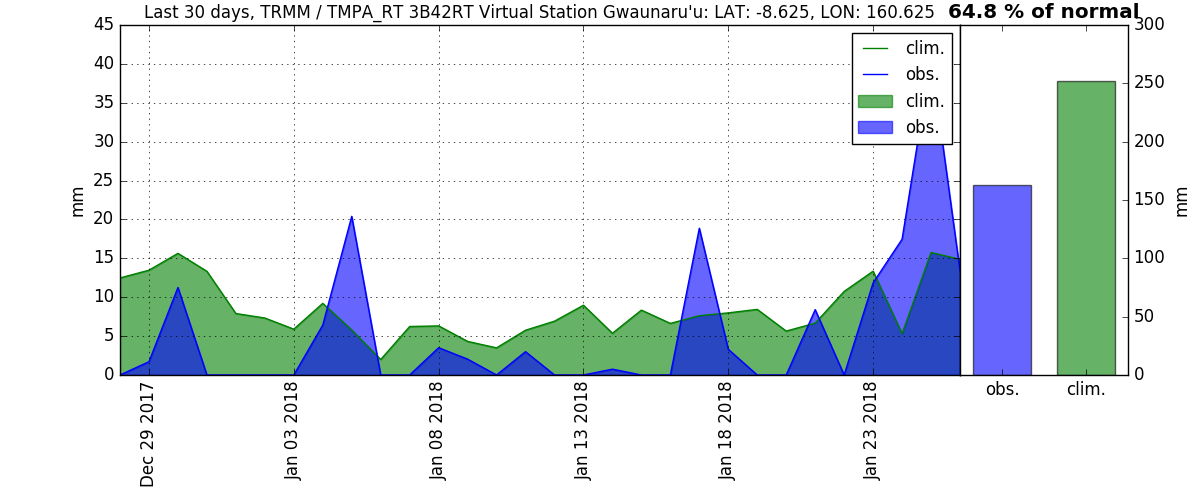 Last 30 days, TRMM / TMPA_RT 3B42RT Virtual Station Gwaunaru'u: LAT: -8.625, LON: 160.625 64.8 % of normal
45
40
35
30
25
20
15
10
5
0
mm
clim.
obs.
clim.
obs.
300
250
200
150
100
50
0
mm
Dec 29 2017
Jan 03 2018
Jan 08 2018
Jan 13 2018
Jan 18 2018
Jan 23 2018
obs.
clim.